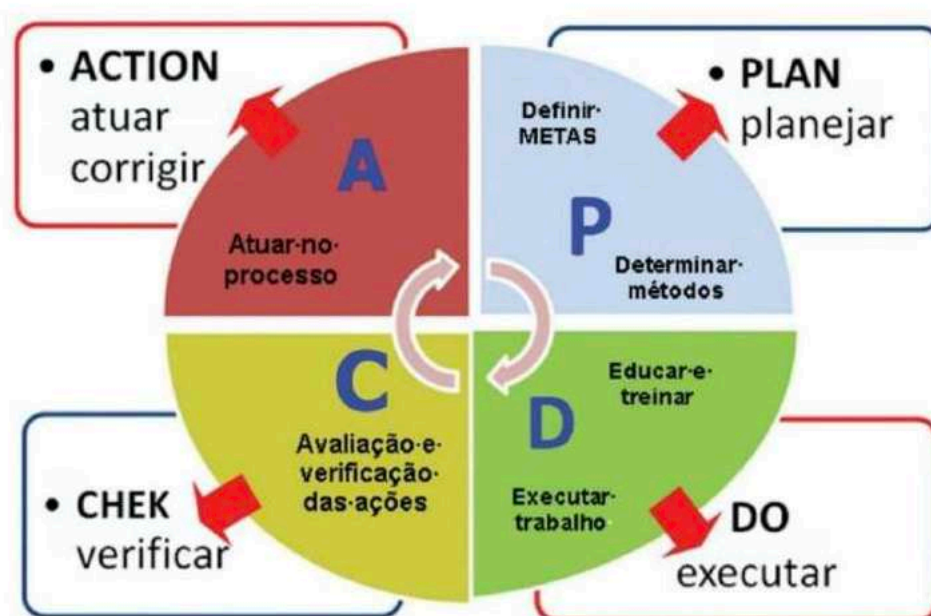 • ACTION
atuar
corrigir
A
Atuar·no·
processo
• PLAN
planejar
Definir·
METAS
P
Determinar·
métodos
C
Avaliação·e·
verificação·
das·ações
• CHEK
verificar
Educar·e·
treinar
D
Executar·
trabalho·
• DO
executar